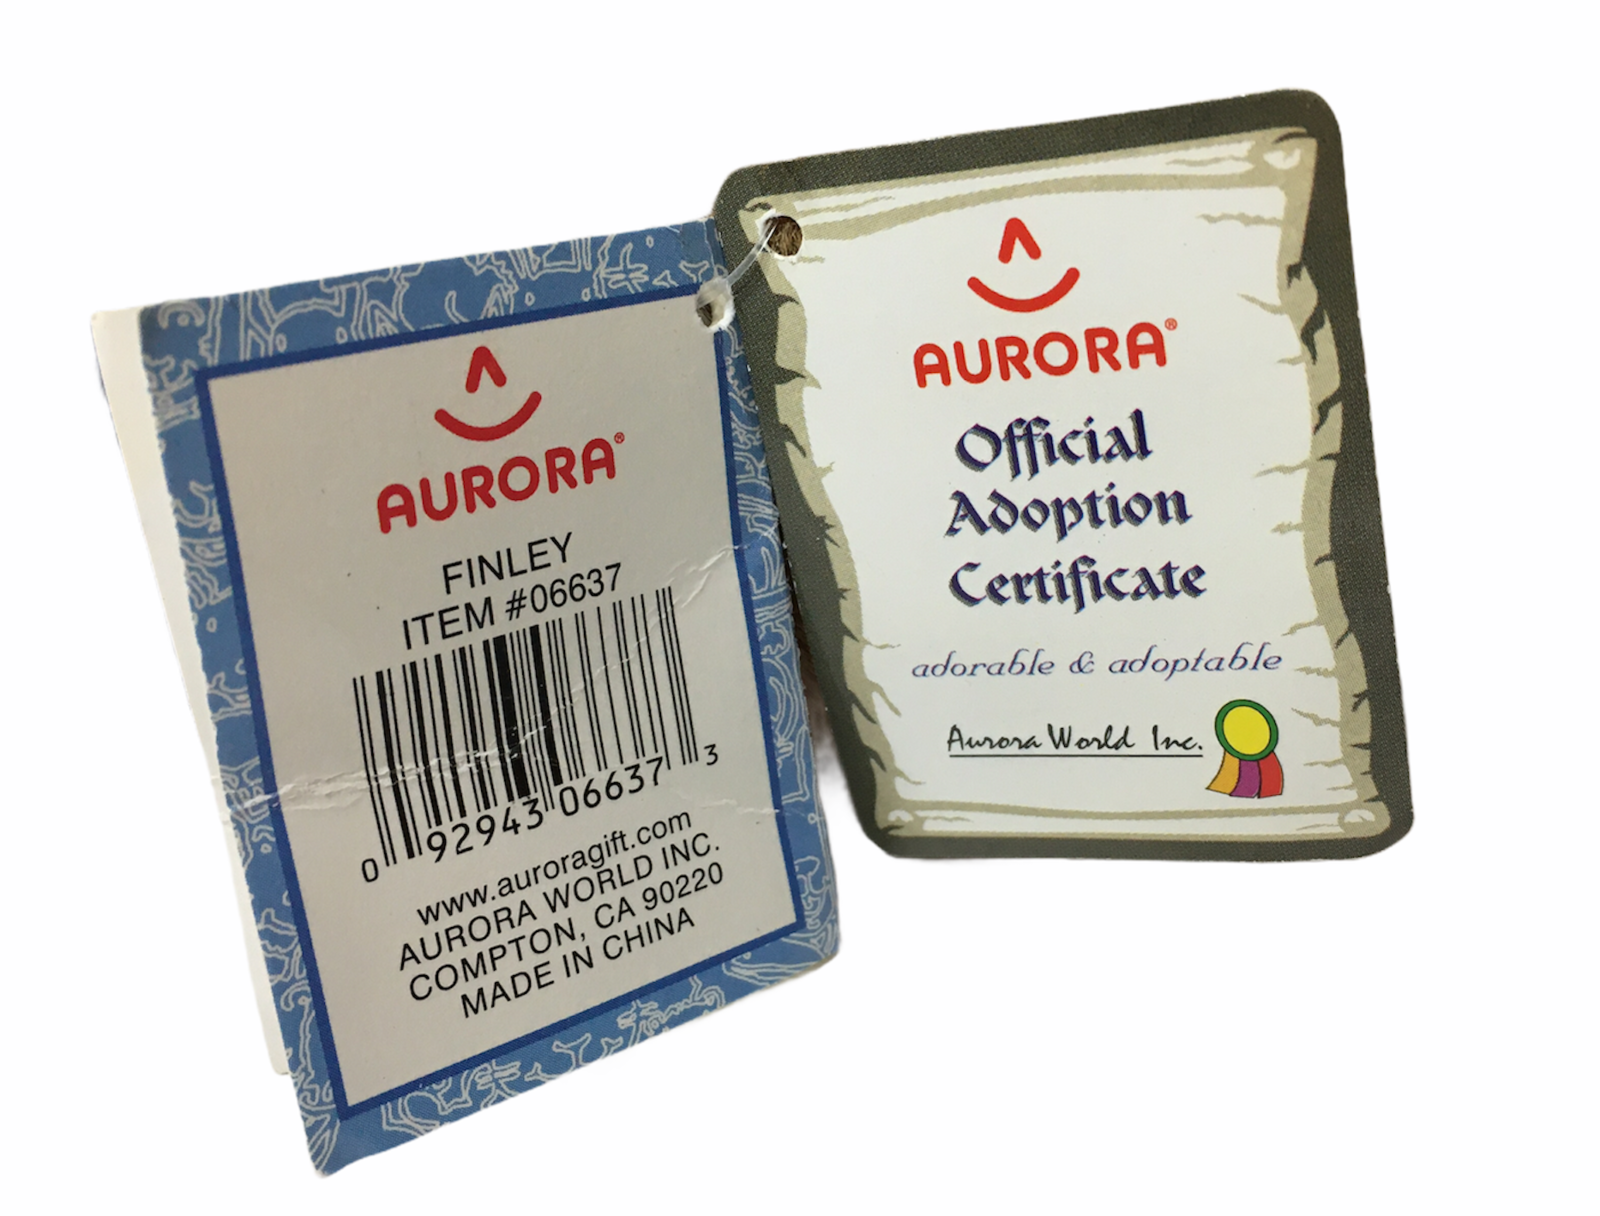 AURORA®
FINLEY
ITEM #06637
0 92943 06637 3
www.auroragift.com
AURORA WORLD INC.
COMPTON, CA 90220
MADE IN CHINA
AURORA®
Official
Adoption
Certificate
adorable & adoptable
Aurora World Inc.